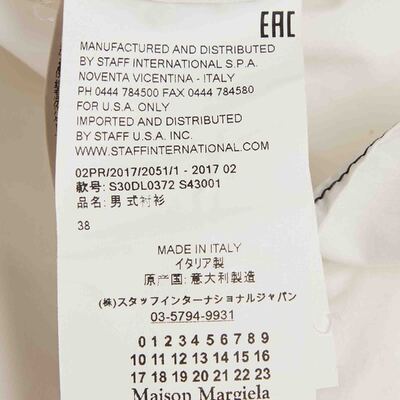 EAC
MANUFACTURED AND DISTRIBUTED
BY STAFF INTERNATIONAL S.P.A.
NOVENTA VICENTINA - ITALY
PH 0444 784500 FAX 0444 784580
FOR U.S.A. ONLY
IMPORTED AND DISTRIBUTED
BY STAFF U.S.A. INC.
WWW.STAFFINTERNATIONAL.COM
02PR/2017/2051/1 - 2017 02
款号: S30DL0372 S43001
品名: 男 式衬衫
38
MADE IN ITALY
イタリア製
原产国: 意大利製造
(株)スタッフインターナショナルジャパン
03-5794-9931
0 1 2 3 4 5 6 7 8 9
10 11 12 13 14 15 16
17 18 19 20 21 22 23
Maison Margiela